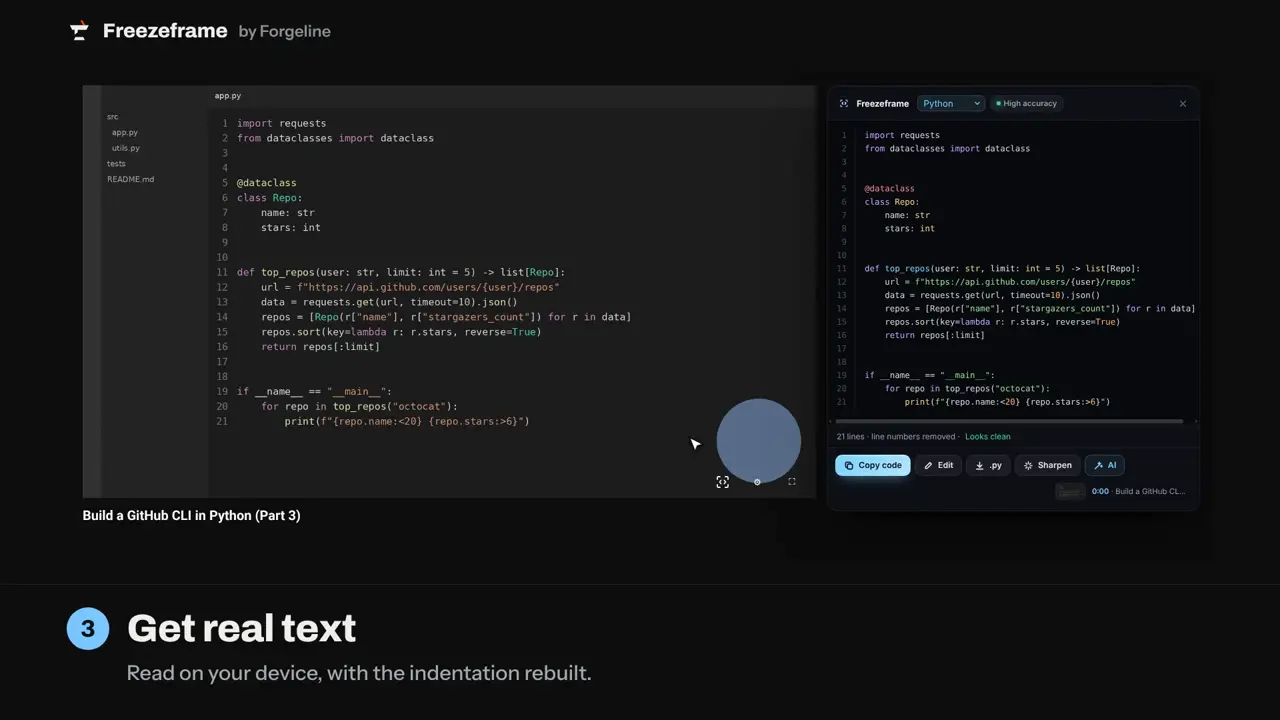 Freezeframe by Forgeline
app.py
src
app.py
utils.py
tests
README.md
1 import requests
2 from dataclasses import dataclass
3
4
5 @dataclass
6 class Repo:
7     name: str
8     stars: int
9
10
11 def top_repos(user: str, limit: int = 5) -> list[Repo]:
12     url = f"https://api.github.com/users/{user}/repos"
13     data = requests.get(url, timeout=10).json()
14     repos = [Repo(r["name"], r["stargazers_count"]) for r in data]
15     repos.sort(key=lambda r: r.stars, reverse=True)
16     return repos[:limit]
17
18
19 if __name__ == "__main__":
20     for repo in top_repos("octocat"):
21         print(f"{repo.name:<20} {repo.stars:>6}")
Build a GitHub CLI in Python (Part 3)
Freezeframe Python High accuracy
1 import requests
2 from dataclasses import dataclass
3
4
5 @dataclass
6 class Repo:
7     name: str
8     stars: int
9
10
11 def top_repos(user: str, limit: int = 5) -> list[Repo]:
12     url = f"https://api.github.com/users/{user}/repos"
13     data = requests.get(url, timeout=10).json()
14     repos = [Repo(r["name"], r["stargazers_count"]) for r in data]
15     repos.sort(key=lambda r: r.stars, reverse=True)
16     return repos[:limit]
17
18
19 if __name__ == "__main__":
20     for repo in top_repos("octocat"):
21         print(f"{repo.name:<20} {repo.stars:>6}")
21 lines · line numbers removed · Looks clean
Copy code Edit .py Sharpen AI
0:00 · Build a GitHub CL...
3 Get real text
Read on your device, with the indentation rebuilt.